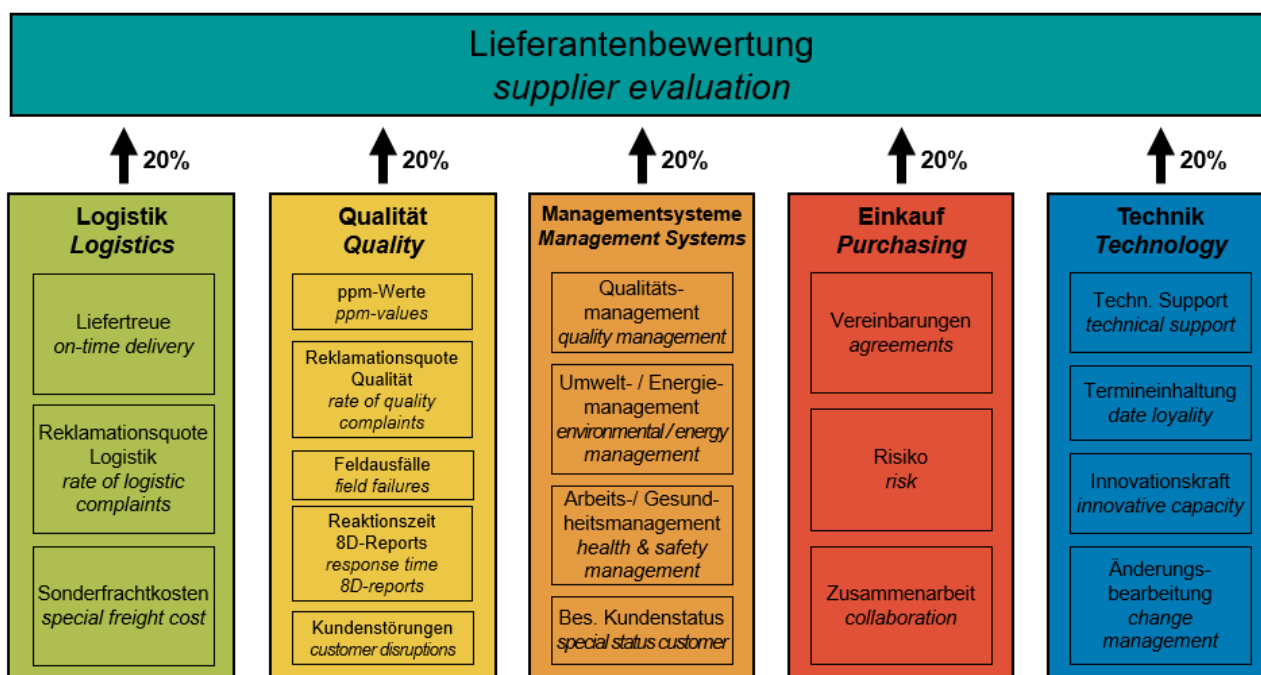 Lieferantenbewertung
supplier evaluation
20%
20%
20%
20%
20%
Logistik
Logistics
Liefertreue
on-time delivery
Reklamationsquote
Logistik
rate of logistic
complaints
Sonderfrachtkosten
special freight cost
Qualität
Quality
ppm-Werte
ppm-values
Reklamationsquote
Qualität
rate of quality
complaints
Feldausfälle
field failures
Reaktionszeit
8D-Reports
response time
8D-reports
Kundenstörungen
customer disruptions
Managementsysteme
Management Systems
Qualitäts-
management
quality management
Umwelt- / Energie-
management
environmental / energy
management
Arbeits-/ Gesund-
heitsmanagement
health & safety
management
Bes. Kundenstatus
special status customer
Einkauf
Purchasing
Vereinbarungen
agreements
Risiko
risk
Zusammenarbeit
collaboration
Technik
Technology
Techn. Support
technical support
Termineinhaltung
date loyality
Innovationskraft
innovative capacity
Änderungs-
bearbeitung
change
management